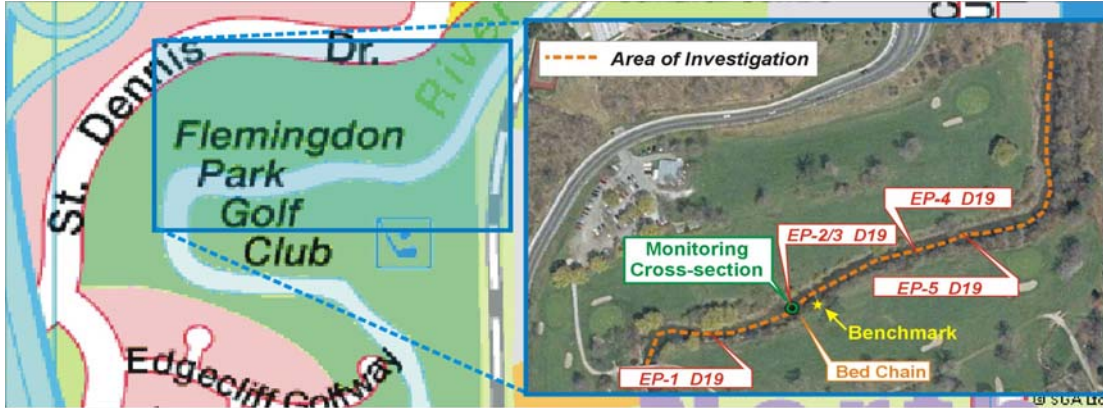 St. Dennis Dr.
River
Flemingdon
Park
Golf
Club
Edgecliff Golfway
Area of Investigation
EP-4 D19
EP-2/3 D19
Monitoring
Cross-section
EP-5 D19
Benchmark
Bed Chain
EP-1 D19